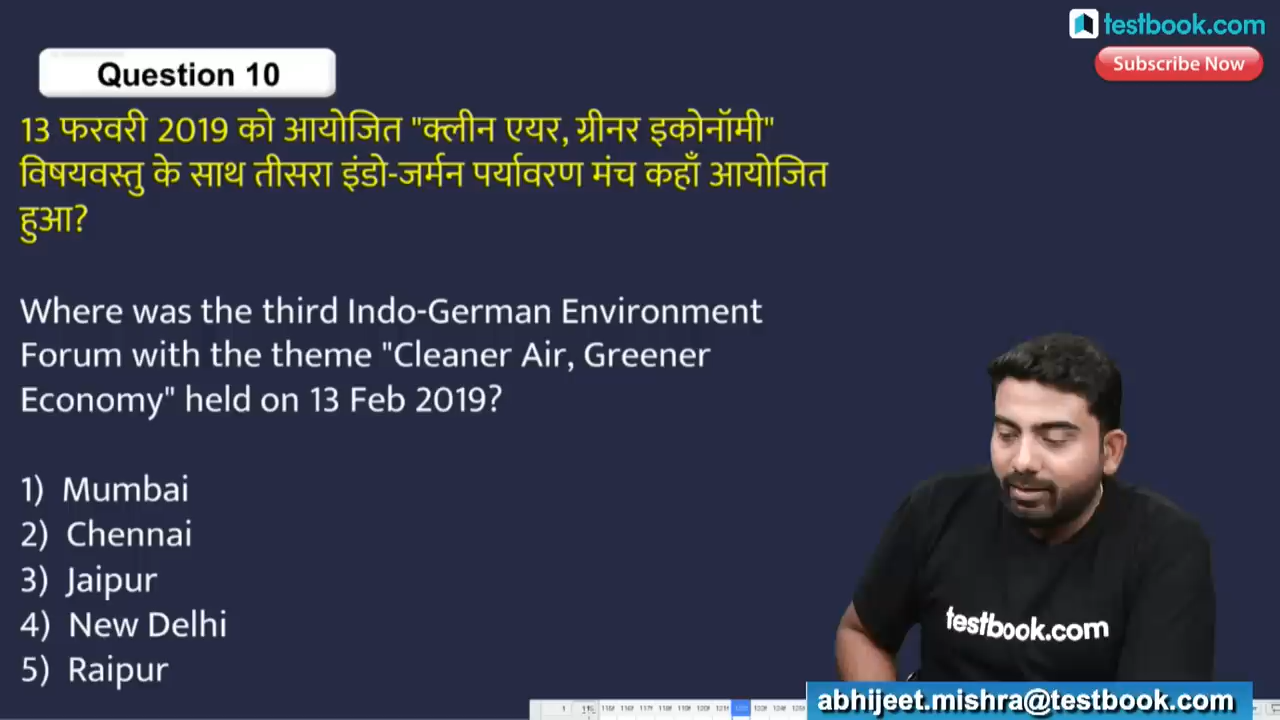 testbook.com
Subscribe Now
Question 10
13 फरवरी 2019 को आयोजित "क्लीन एयर, ग्रीनर इकोनॉमी"
विषयवस्तु के साथ तीसरा इंडो-जर्मन पर्यावरण मंच कहाँ आयोजित
हुआ?
Where was the third Indo-German Environment
Forum with the theme "Cleaner Air, Greener
Economy" held on 13 Feb 2019?
1) Mumbai
2) Chennai
3) Jaipur
4) New Delhi
5) Raipur
testbook.com
abhijeet.mishra@testbook.com